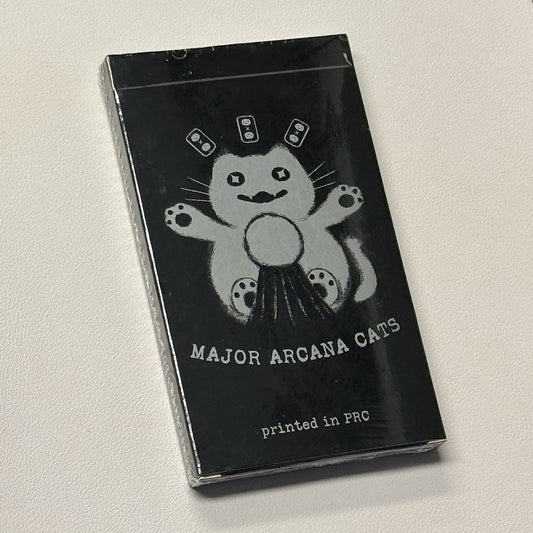 MAJOR ARCANA CATS
printed in PRC